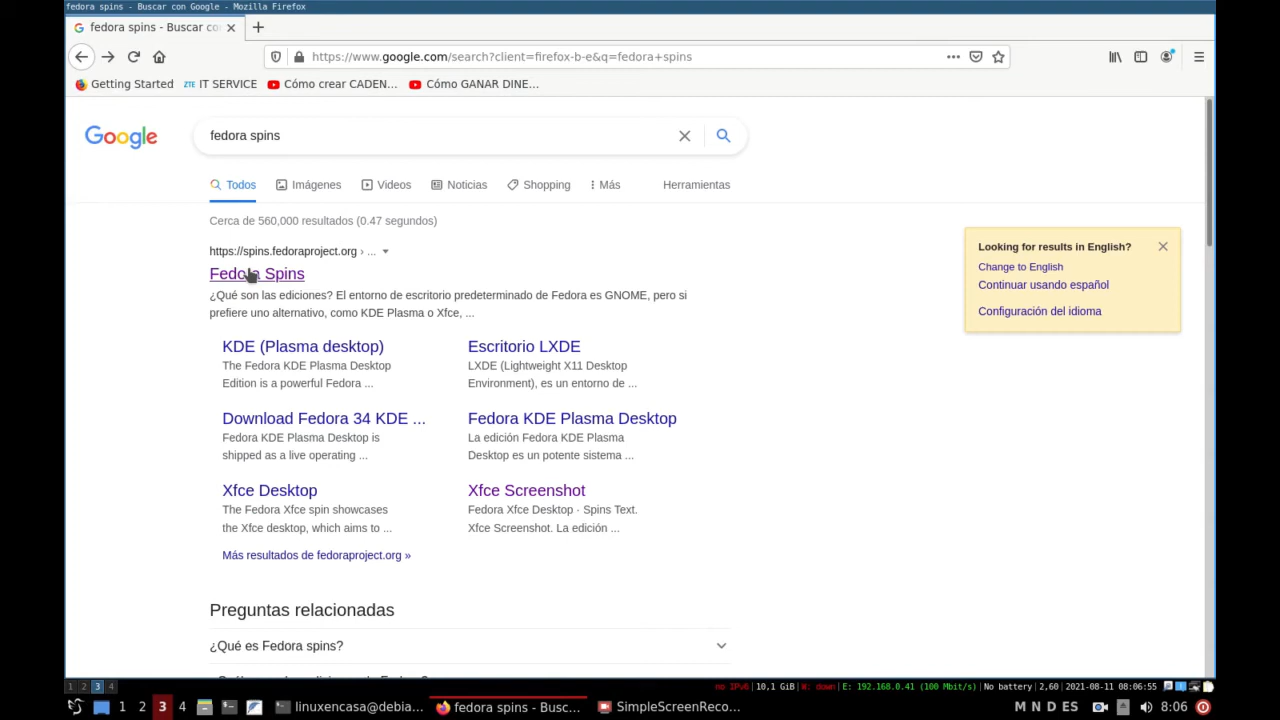 fedora spins - Buscar con Google - Mozilla Firefox
fedora spins - Buscar co
https://www.google.com/search?client=firefox-b-e&q=fedora+spins
Getting Started ZTE IT SERVICE Cómo crear CADEN... Cómo GANAR DINE...
Google
fedora spins
Todos Imágenes Videos Noticias Shopping Más Herramientas
Cerca de 560,000 resultados (0.47 segundos)
https://spins.fedoraproject.org › ...
Fedora Spins
¿Qué son las ediciones? El entorno de escritorio predeterminado de Fedora es GNOME, pero si
prefiere uno alternativo, como KDE Plasma o Xfce, ...
KDE (Plasma desktop)
The Fedora KDE Plasma Desktop
Edition is a powerful Fedora ...
Escritorio LXDE
LXDE (Lightweight X11 Desktop
Environment), es un entorno de ...
Download Fedora 34 KDE ...
Fedora KDE Plasma Desktop is
shipped as a live operating ...
Fedora KDE Plasma Desktop
La edición Fedora KDE Plasma
Desktop es un potente sistema ...
Xfce Desktop
The Fedora Xfce spin showcases
the Xfce desktop, which aims to ...
Xfce Screenshot
Fedora Xfce Desktop · Spins Text.
Xfce Screenshot. La edición ...
Más resultados de fedoraproject.org »
Preguntas relacionadas
¿Qué es Fedora spins?
Looking for results in English?
Change to English
Continuar usando español
Configuración del idioma
1 2 3 4
no IPv6|10,1 GiB|W: down|E: 192.168.0.41 (100 Mbit/s)|No battery|2,60|2021-08-11 08:06:55
1 2 3 4 linuxencasa@debia... fedora spins - Busc... SimpleScreenReco... M N D ES 8:06